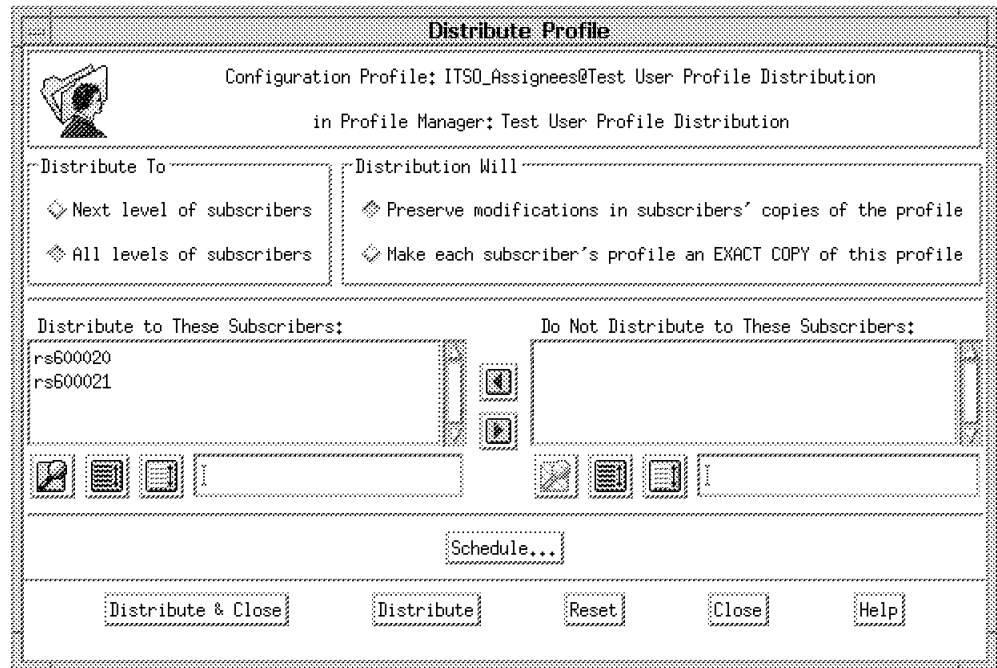 Distribute Profile
Configuration Profile: ITSO_Assignees@Test User Profile Distribution
in Profile Manager: Test User Profile Distribution
Distribute To
Next level of subscribers
All levels of subscribers
Distribution Will
Preserve modifications in subscribers' copies of the profile
Make each subscriber's profile an EXACT COPY of this profile
Distribute to These Subscribers:
rs600020
rs600021
Do Not Distribute to These Subscribers:
Schedule...
Distribute & Close
Distribute
Reset
Close
Help